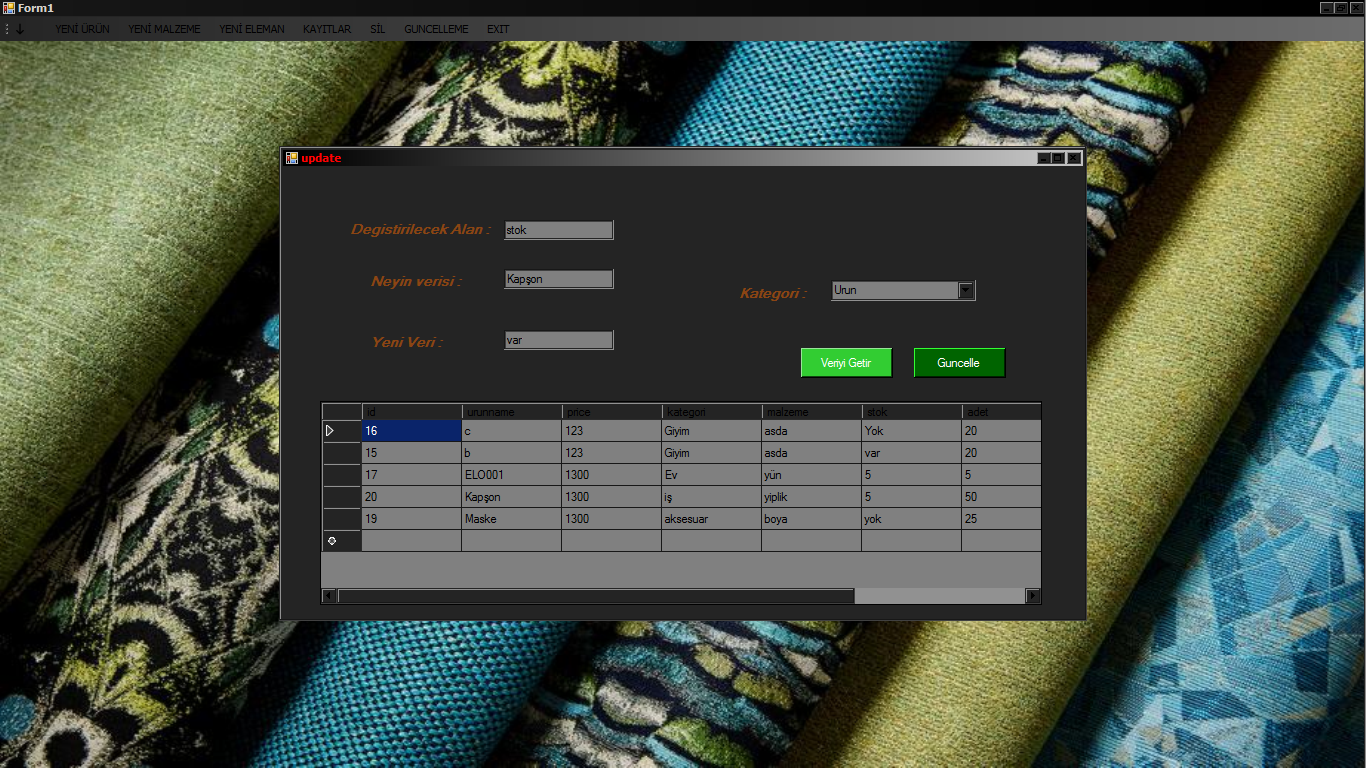 Form1
YENİ ÜRÜN YENİ MALZEME YENİ ELEMAN KAYITLAR SİL GUNCELLEME EXIT
update
Degistirilecek Alan : stok
Neyin verisi : Kapşon
Kategori : Urun
Yeni Veri : var
Veriyi Getir Guncelle
id urunname price kategori malzeme stok adet
16 c 123 Giyim asda Yok 20
15 b 123 Giyim asda var 20
17 ELO001 1300 Ev yün 5 5
20 Kapşon 1300 iş yiplik 5 50
19 Maske 1300 aksesuar boya yok 25